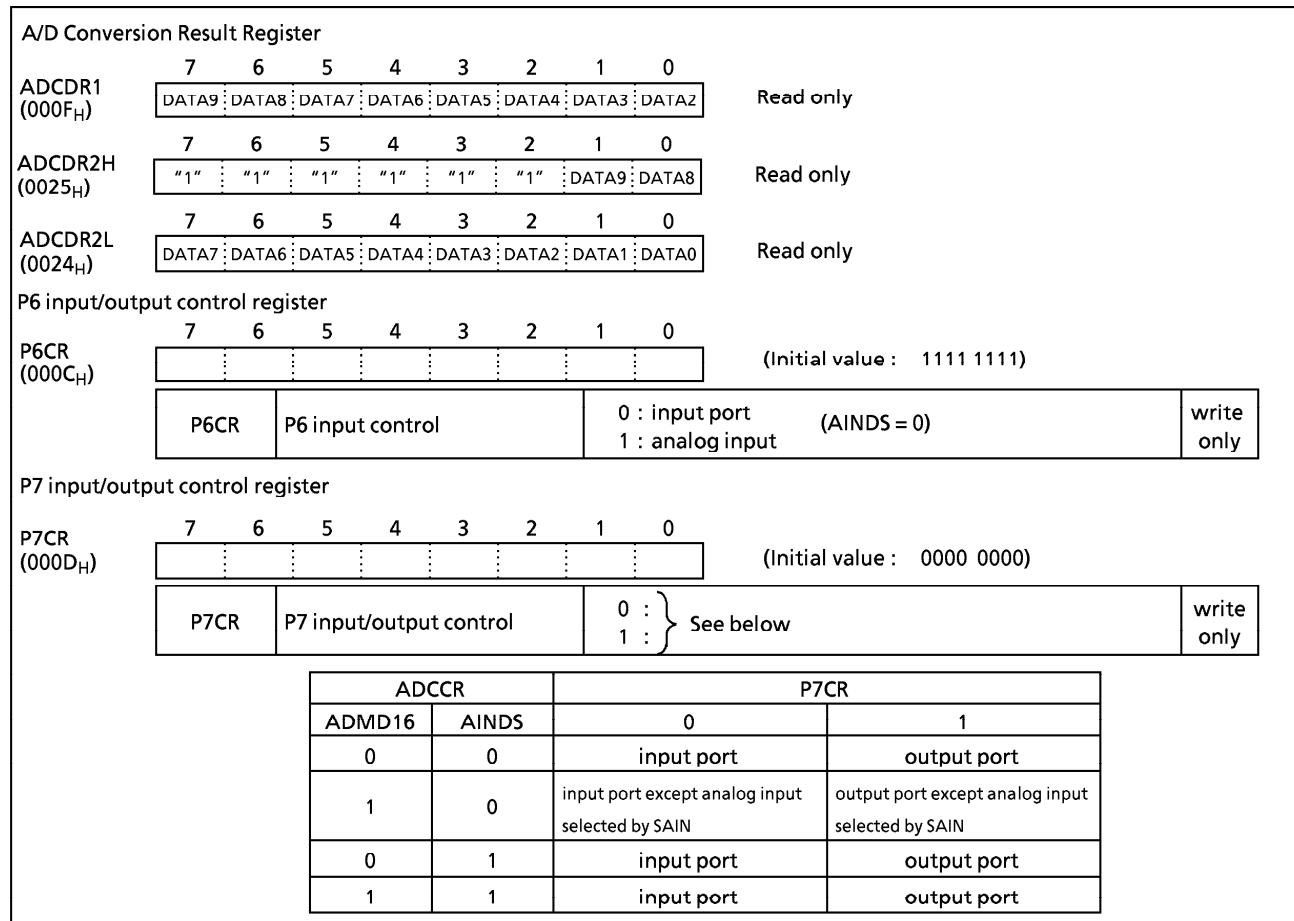 A/D Conversion Result Register
7 6 5 4 3 2 1 0
ADCDR1
(000FH)
DATA9 DATA8 DATA7 DATA6 DATA5 DATA4 DATA3 DATA2
Read only
7 6 5 4 3 2 1 0
ADCDR2H
(0025H)
"1" "1" "1" "1" "1" "1" DATA9 DATA8
Read only
7 6 5 4 3 2 1 0
ADCDR2L
(0024H)
DATA7 DATA6 DATA5 DATA4 DATA3 DATA2 DATA1 DATA0
Read only
P6 input/output control register
7 6 5 4 3 2 1 0
P6CR
(000CH)
(Initial value : 1111 1111)
P6CR
P6 input control
0 : input port
1 : analog input
(AINDS = 0)
write
only
P7 input/output control register
7 6 5 4 3 2 1 0
P7CR
(000DH)
(Initial value : 0000 0000)
P7CR
P7 input/output control
0 :
1 :
See below
write
only
ADCCR P7CR
ADMD16 AINDS 0 1
0 0 input port output port
1 0
input port except analog input
selected by SAIN
output port except analog input
selected by SAIN
0 1 input port output port
1 1 input port output port